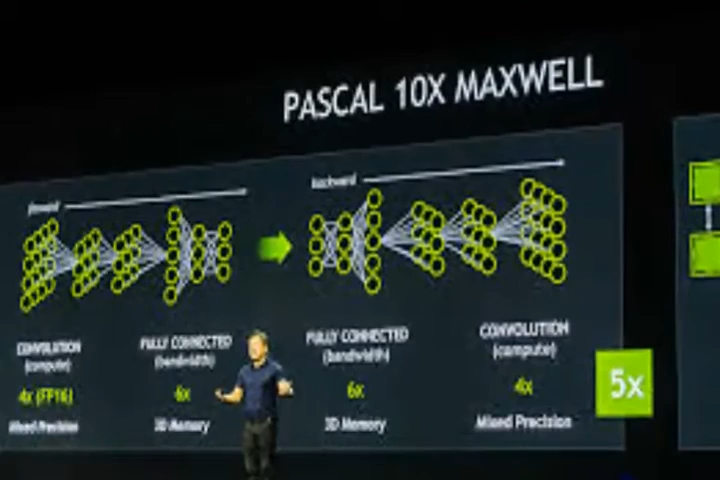 PASCAL 10X MAXWELL
forward
backward
CONVOLUTION
(compute)
4x (FP16)
Mixed Precision
FULLY CONNECTED
(bandwidth)
6x
3D Memory
FULLY CONNECTED
(bandwidth)
6x
3D Memory
CONVOLUTION
(compute)
4x
Mixed Precision
5x